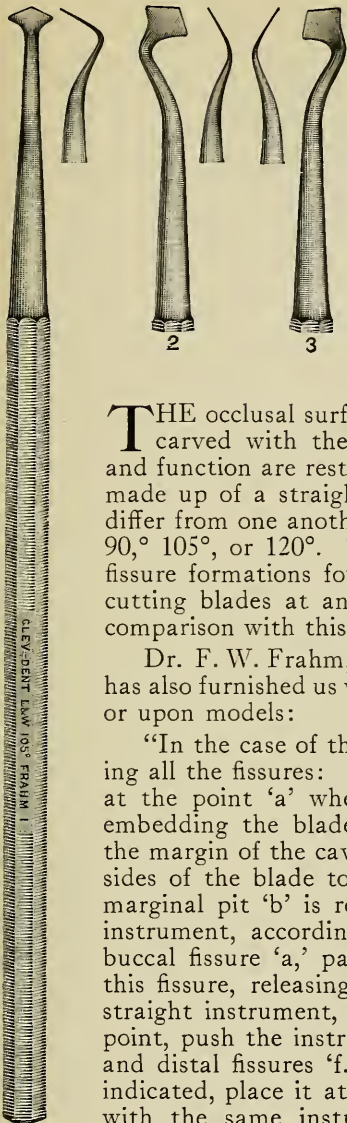 2 3
THE occlusal surf
carved with the
and function are rest
made up of a straigh
differ from one anoth
90,° 105°, or 120°.
fissure formations fo
cutting blades at an
comparison with this
Dr. F. W. Frahm
has also furnished us
or upon models:
"In the case of th
ing all the fissures:
at the point 'a' whe
embedding the blade
the margin of the cav
sides of the blade to
marginal pit 'b' is re
instrument, accordin
buccal fissure 'a,' pa
this fissure, releasing
straight instrument,
point, push the instr
and distal fissures 'f.
indicated, place it at
with the same instr
CLEV-DENT L&W 105° FRAHM 1